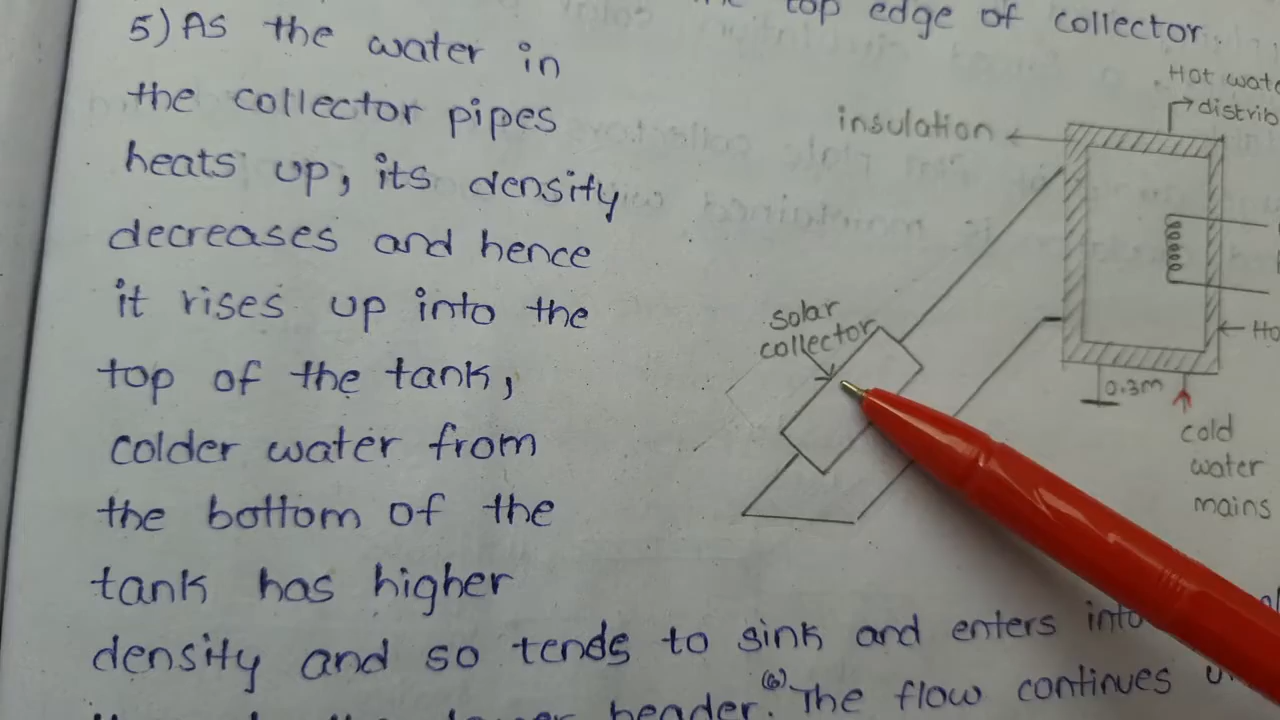 top edge of collector.
5) As the water in
the collector pipes
heats up, its density
decreases and hence
it rises up into the
top of the tank,
colder water from
the bottom of the
tank has higher
density and so tends to sink and enters into
header. (6) The flow continues
Hot wate
distrib
insulation
solar
collector
Ho
0.3m
cold
water
mains